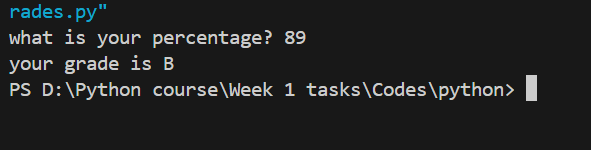 rades.py"
what is your percentage? 89
your grade is B
PS D:\Python course\Week 1 tasks\Codes\python>